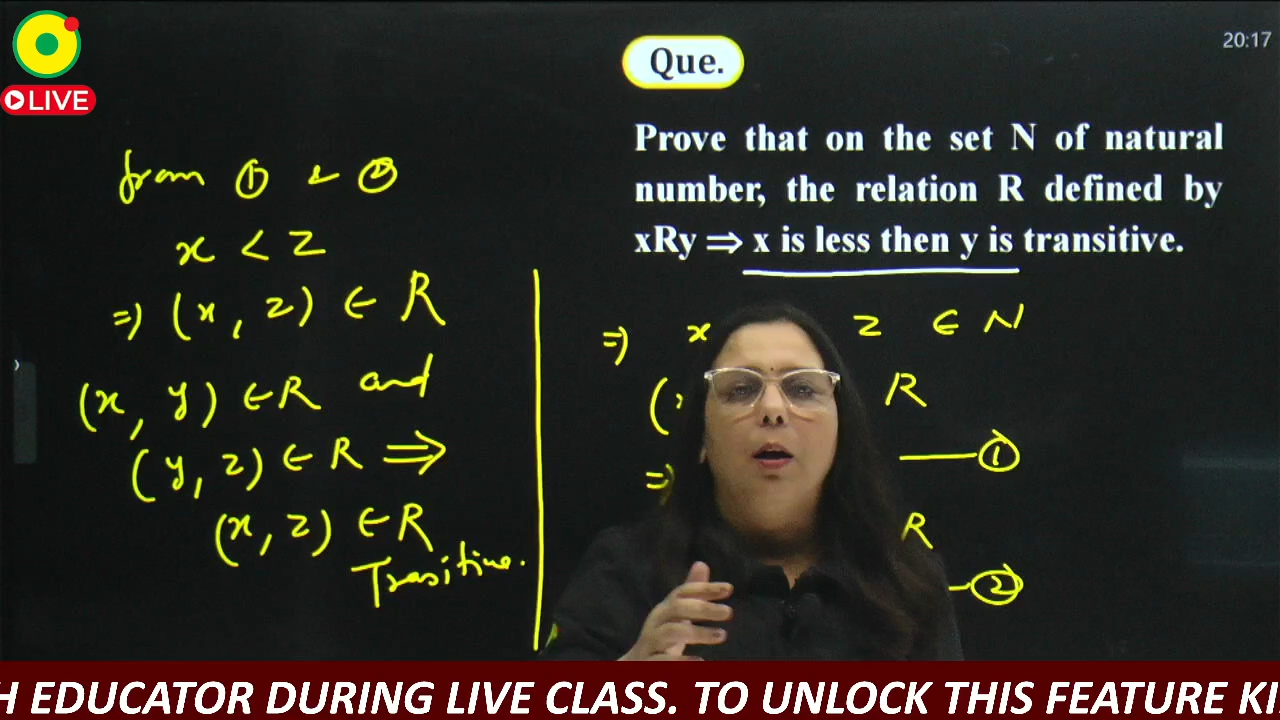 LIVE
20:17
Que.
Prove that on the set N of natural
number, the relation R defined by
xRy ⇒ x is less then y is transitive.
⇒ x z ∈ N
( R
— ①
⇒
R
— ②
from ① & ②
x < z
⇒ (x, z) ∈ R
(x, y) ∈ R and
(y, z) ∈ R ⇒
(x, z) ∈ R
Trasitive.
H EDUCATOR DURING LIVE CLASS. TO UNLOCK THIS FEATURE KI